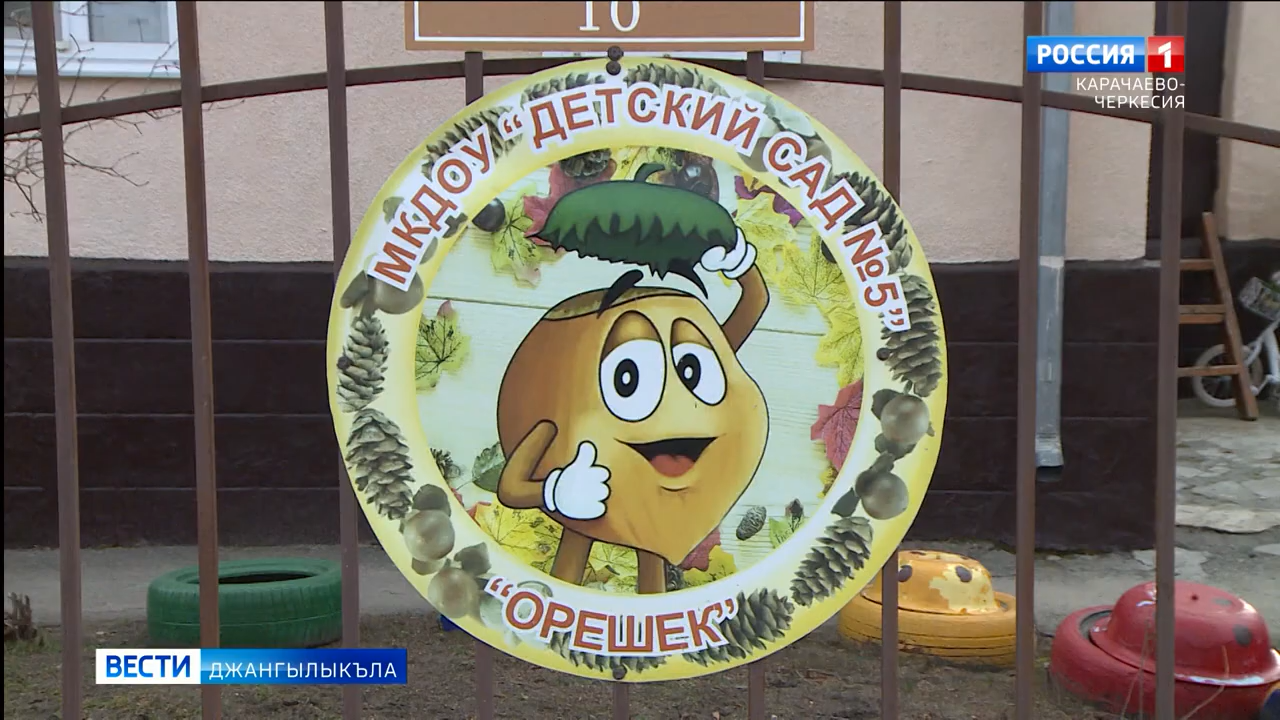 10
РОССИЯ 1
КАРАЧАЕВО-
ЧЕРКЕСИЯ
МКДОУ “ДЕТСКИЙ САД №5”
“ОРЕШЕК”
ВЕСТИ ДЖАНГЫЛЫКЪЛА